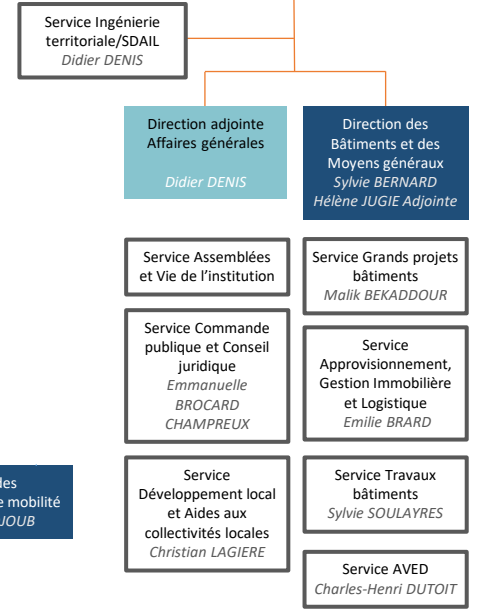 Service Ingénierie
territoriale/SDAIL
Didier DENIS
Direction adjointe
Affaires générales
Didier DENIS
Direction des
Bâtiments et des
Moyens généraux
Sylvie BERNARD
Hélène JUGIE Adjointe
Service Assemblées
et Vie de l'institution
Service Commande
publique et Conseil
juridique
Emmanuelle
BROCARD
CHAMPREUX
Service
Développement local
et Aides aux
collectivités locales
Christian LAGIERE
Service Grands projets
bâtiments
Malik BEKADDOUR
Service
Approvisionnement,
Gestion Immobilière
et Logistique
Emilie BRARD
Service Travaux
bâtiments
Sylvie SOULAYRES
Service AVED
Charles-Henri DUTOIT
mobilité